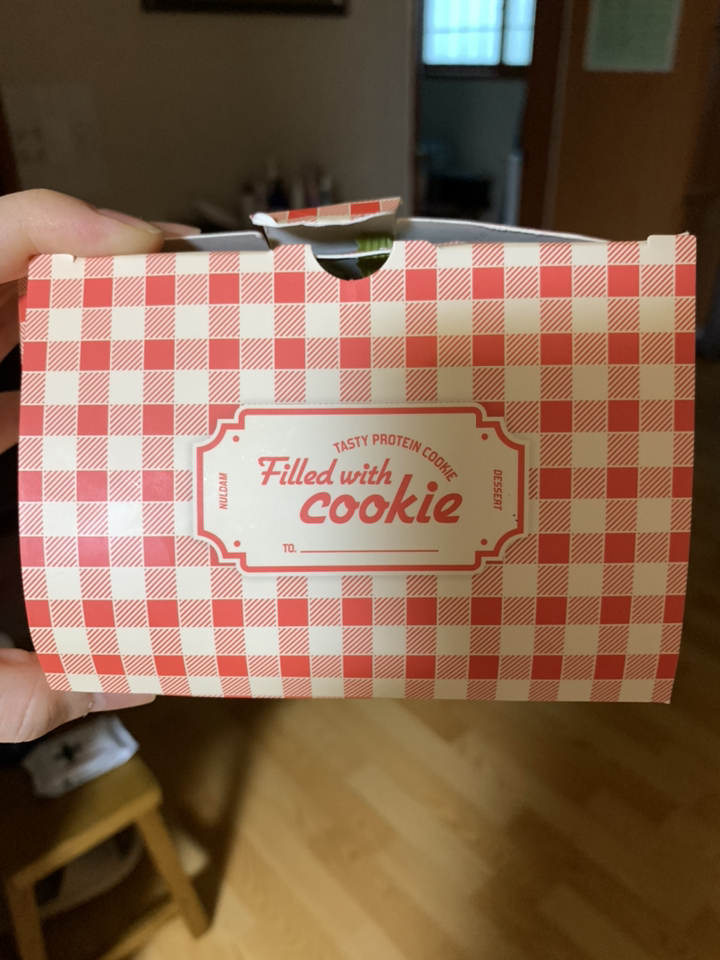 TASTY PROTEIN COOKIE
Filled with
cookie
NULDAM
DESSERT
TO.